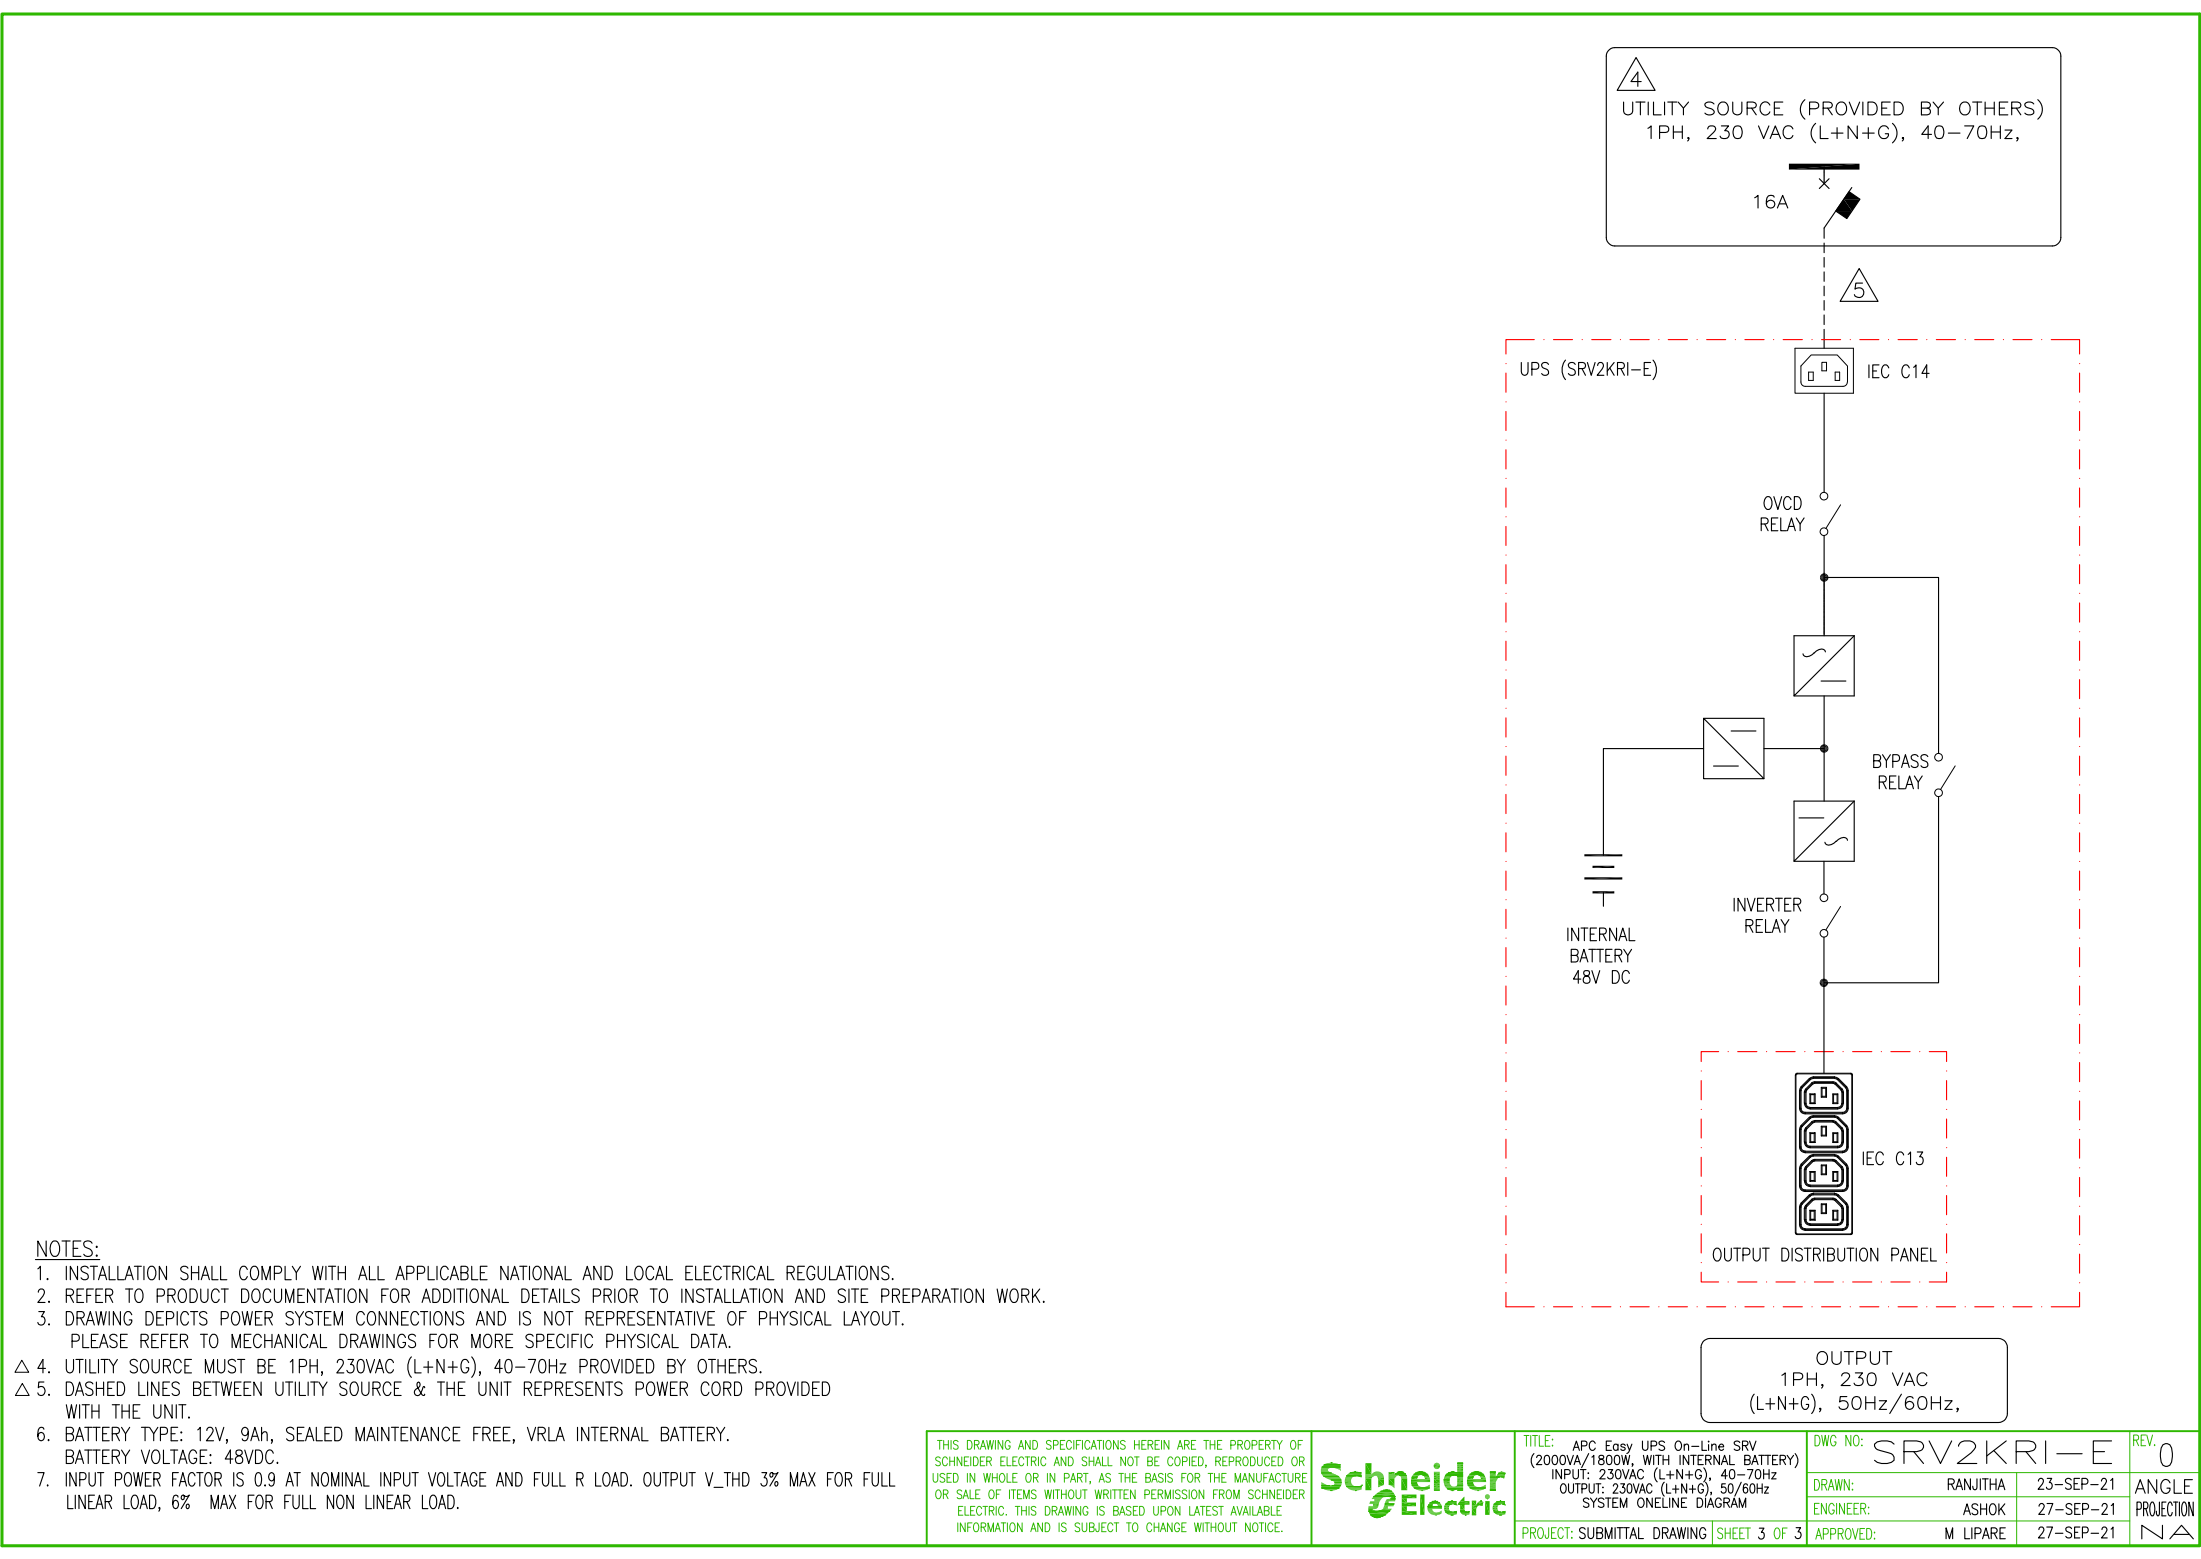 4
UTILITY SOURCE (PROVIDED BY OTHERS)
1PH, 230 VAC (L+N+G), 40-70Hz,
16A
5
UPS (SRV2KRI-E)
IEC C14
OVCD
RELAY
BYPASS
RELAY
INVERTER
RELAY
INTERNAL
BATTERY
48V DC
IEC C13
OUTPUT DISTRIBUTION PANEL
OUTPUT
1PH, 230 VAC
(L+N+G), 50Hz/60Hz,
NOTES:
1. INSTALLATION SHALL COMPLY WITH ALL APPLICABLE NATIONAL AND LOCAL ELECTRICAL REGULATIONS.
2. REFER TO PRODUCT DOCUMENTATION FOR ADDITIONAL DETAILS PRIOR TO INSTALLATION AND SITE PREPARATION WORK.
3. DRAWING DEPICTS POWER SYSTEM CONNECTIONS AND IS NOT REPRESENTATIVE OF PHYSICAL LAYOUT.
PLEASE REFER TO MECHANICAL DRAWINGS FOR MORE SPECIFIC PHYSICAL DATA.
△ 4. UTILITY SOURCE MUST BE 1PH, 230VAC (L+N+G), 40-70Hz PROVIDED BY OTHERS.
△ 5. DASHED LINES BETWEEN UTILITY SOURCE & THE UNIT REPRESENTS POWER CORD PROVIDED
WITH THE UNIT.
6. BATTERY TYPE: 12V, 9Ah, SEALED MAINTENANCE FREE, VRLA INTERNAL BATTERY.
BATTERY VOLTAGE: 48VDC.
7. INPUT POWER FACTOR IS 0.9 AT NOMINAL INPUT VOLTAGE AND FULL R LOAD. OUTPUT V_THD 3% MAX FOR FULL
LINEAR LOAD, 6% MAX FOR FULL NON LINEAR LOAD.
THIS DRAWING AND SPECIFICATIONS HEREIN ARE THE PROPERTY OF
SCHNEIDER ELECTRIC AND SHALL NOT BE COPIED, REPRODUCED OR
USED IN WHOLE OR IN PART, AS THE BASIS FOR THE MANUFACTURE
OR SALE OF ITEMS WITHOUT WRITTEN PERMISSION FROM SCHNEIDER
ELECTRIC. THIS DRAWING IS BASED UPON LATEST AVAILABLE
INFORMATION AND IS SUBJECT TO CHANGE WITHOUT NOTICE.
Schneider
Electric
TITLE: APC Easy UPS On-Line SRV
(2000VA/1800W, WITH INTERNAL BATTERY)
INPUT: 230VAC (L+N+G), 40-70Hz
OUTPUT: 230VAC (L+N+G), 50/60Hz
SYSTEM ONELINE DIAGRAM
PROJECT: SUBMITTAL DRAWING SHEET 3 OF 3
DWG NO: SRV2KRI-E
REV. 0
DRAWN: RANJITHA 23-SEP-21
ENGINEER: ASHOK 27-SEP-21
APPROVED: M LIPARE 27-SEP-21
ANGLE
PROJECTION
NA